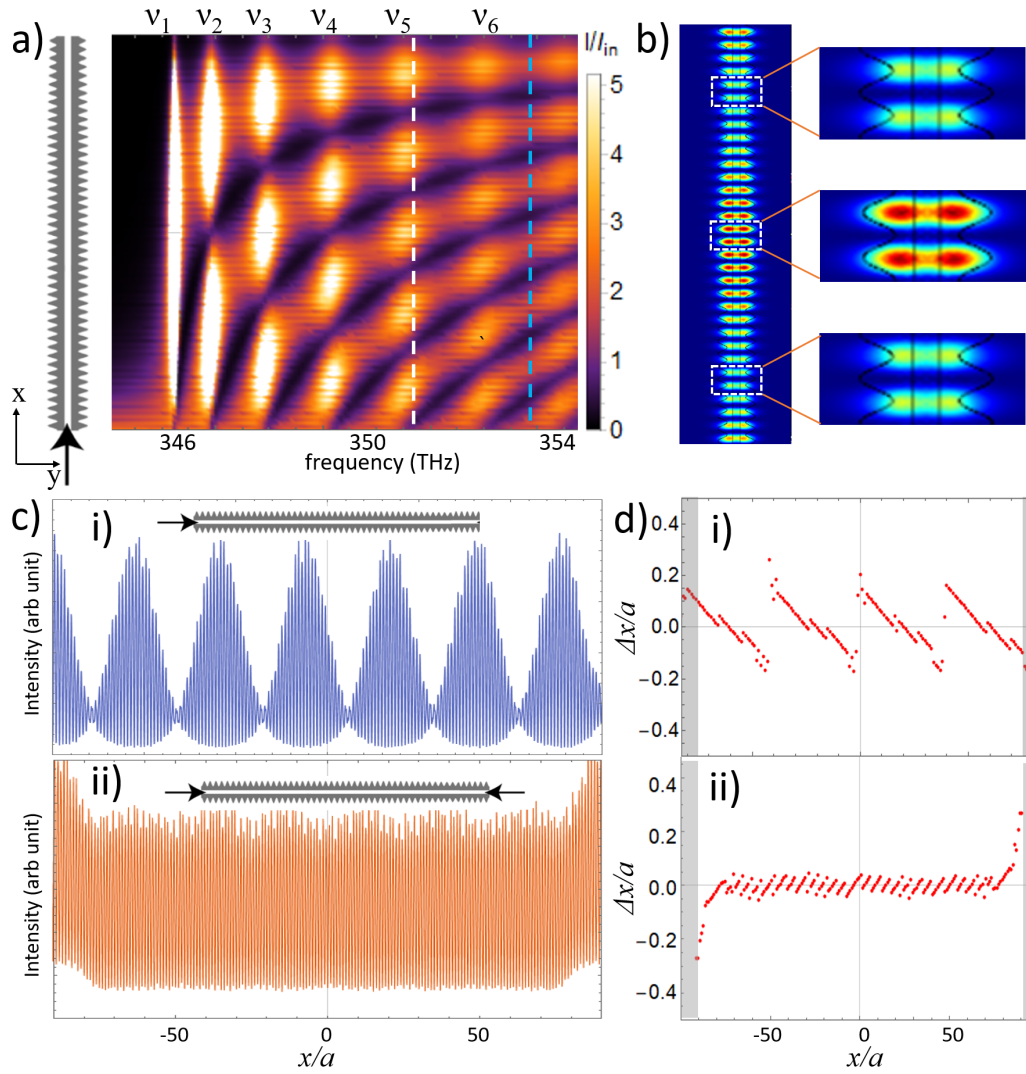 a)
ν1 ν2 ν3 ν4 ν5 ν6
I/Iin
5
4
3
2
1
0
x
y
346 350 354
frequency (THz)
b)
c)
i)
Intensity (arb unit)
ii)
Intensity (arb unit)
-50 0 50
x/a
d)
i)
0.4
0.2
0.0
-0.2
-0.4
Δx/a
ii)
0.4
0.2
0.0
-0.2
-0.4
Δx/a
-50 0 50
x/a